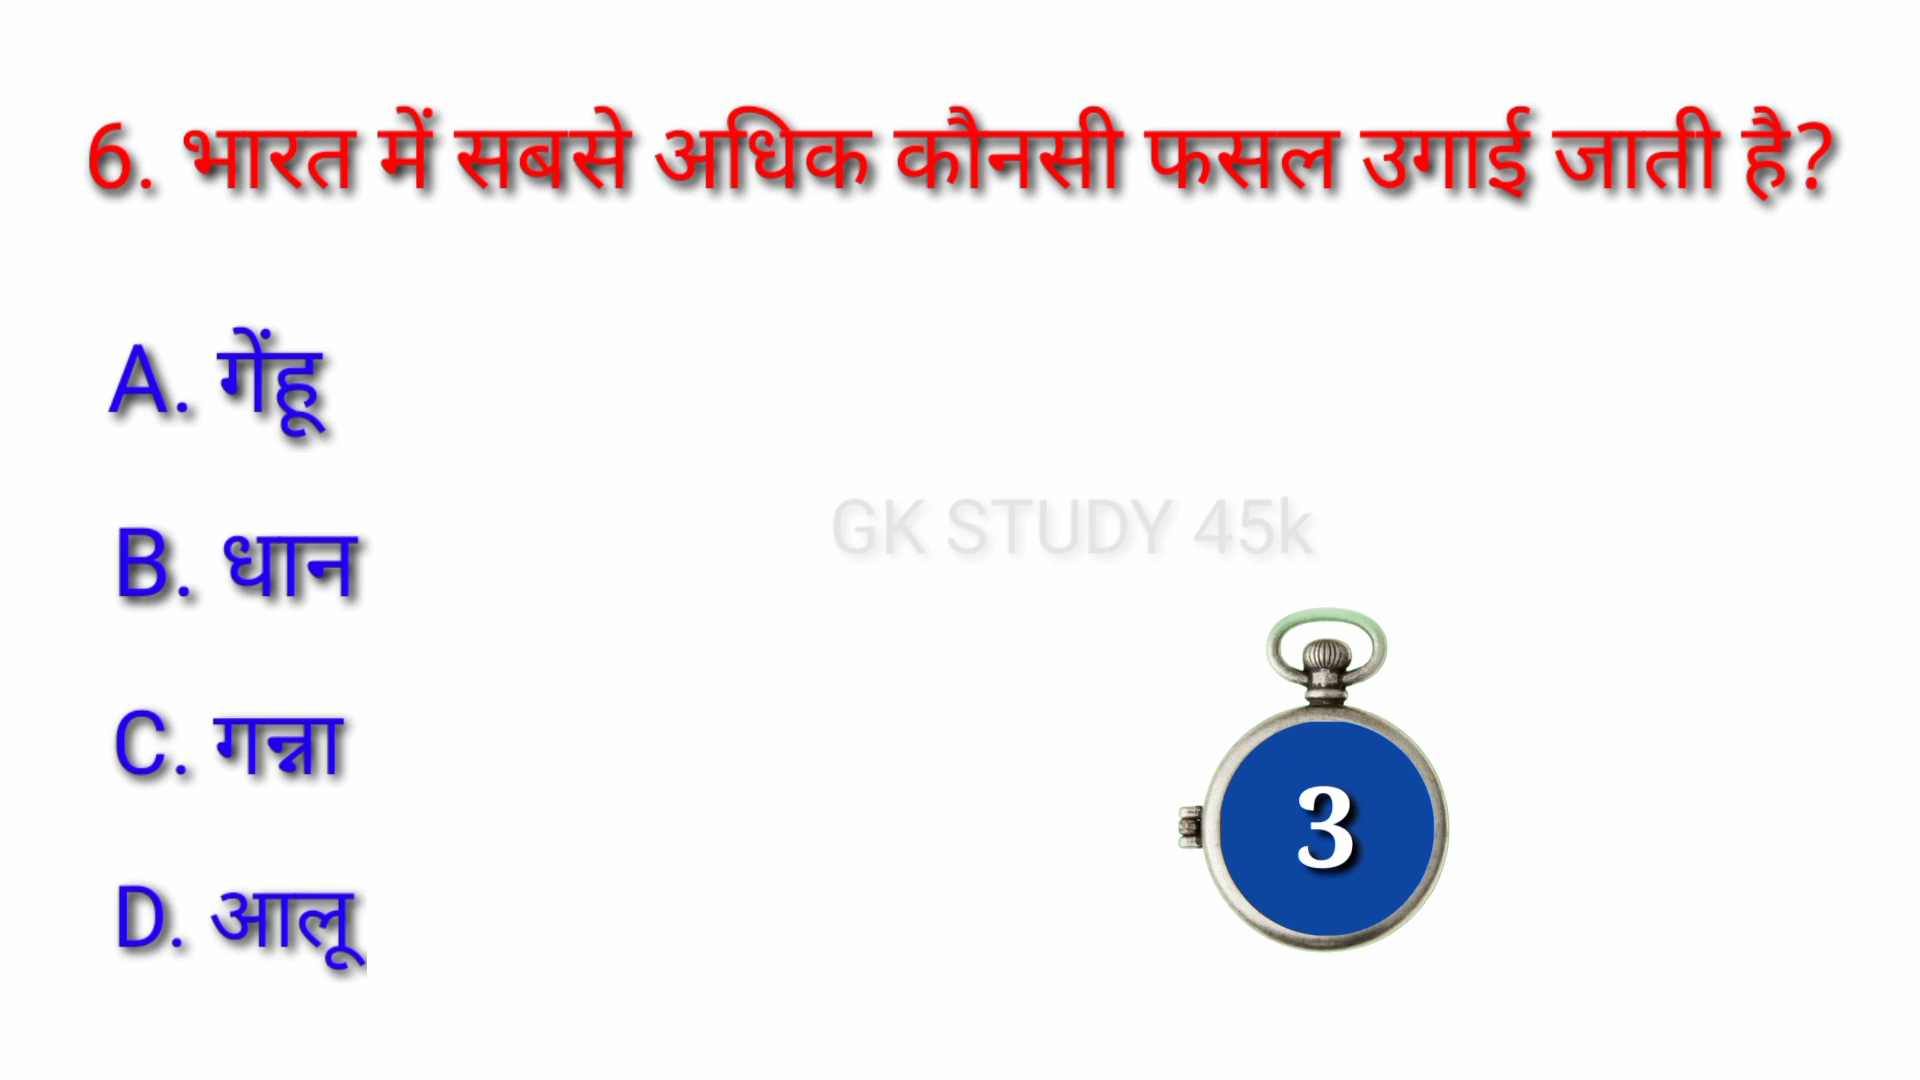 6. भारत में सबसे अधिक कौनसी फसल उगाई जाती है?
A. गेंहू
B. धान
GK STUDY 45k
C. गन्ना
3
D. आलू